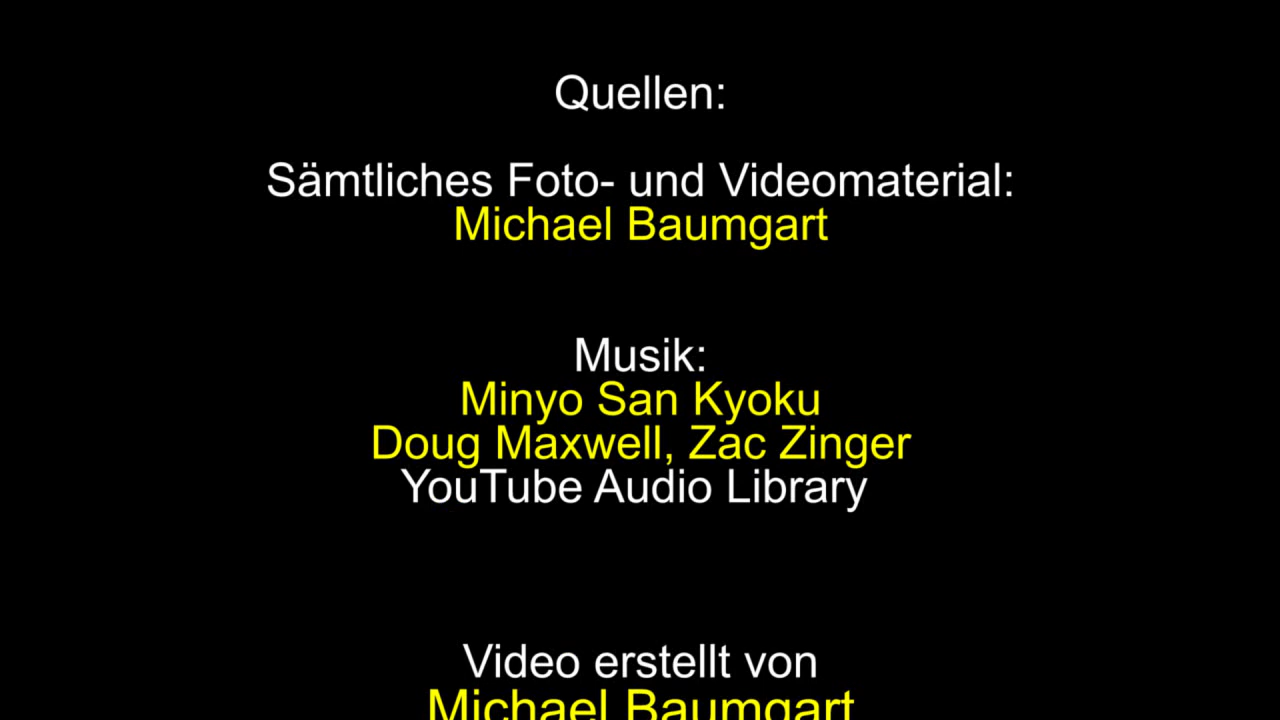 Quellen:
Sämtliches Foto- und Videomaterial:
Michael Baumgart
Musik:
Minyo San Kyoku
Doug Maxwell, Zac Zinger
YouTube Audio Library
Video erstellt von
Michael Baumgart